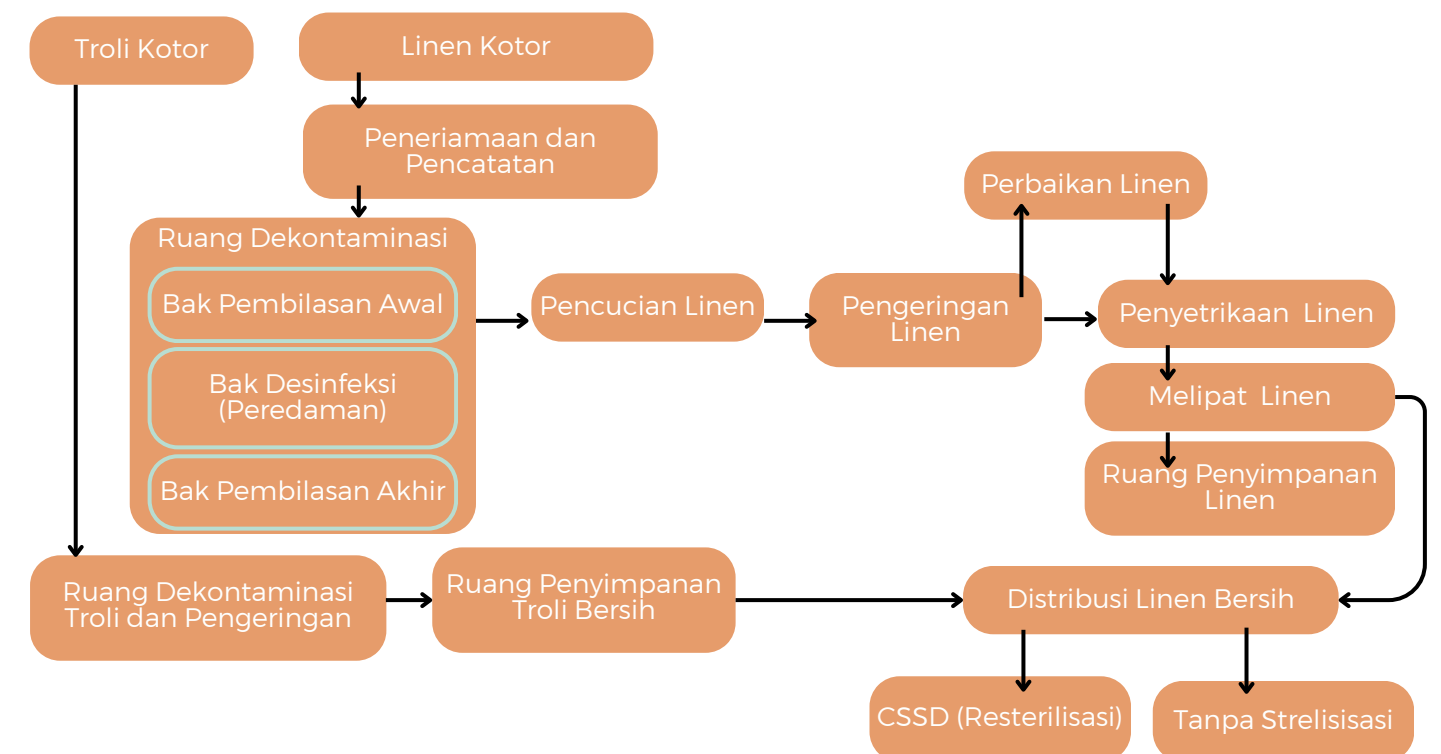 Troli Kotor
Linen Kotor
Peneriamaan dan
Pencatatan
Perbaikan Linen
Ruang Dekontaminasi
Bak Pembilasan Awal
Bak Desinfeksi
(Peredaman)
Bak Pembilasan Akhir
Pencucian Linen
Pengeringan
Linen
Penyetrikaan Linen
Melipat Linen
Ruang Penyimpanan
Linen
Ruang Dekontaminasi
Troli dan Pengeringan
Ruang Penyimpanan
Troli Bersih
Distribusi Linen Bersih
CSSD (Resterilisasi)
Tanpa Strelisisasi